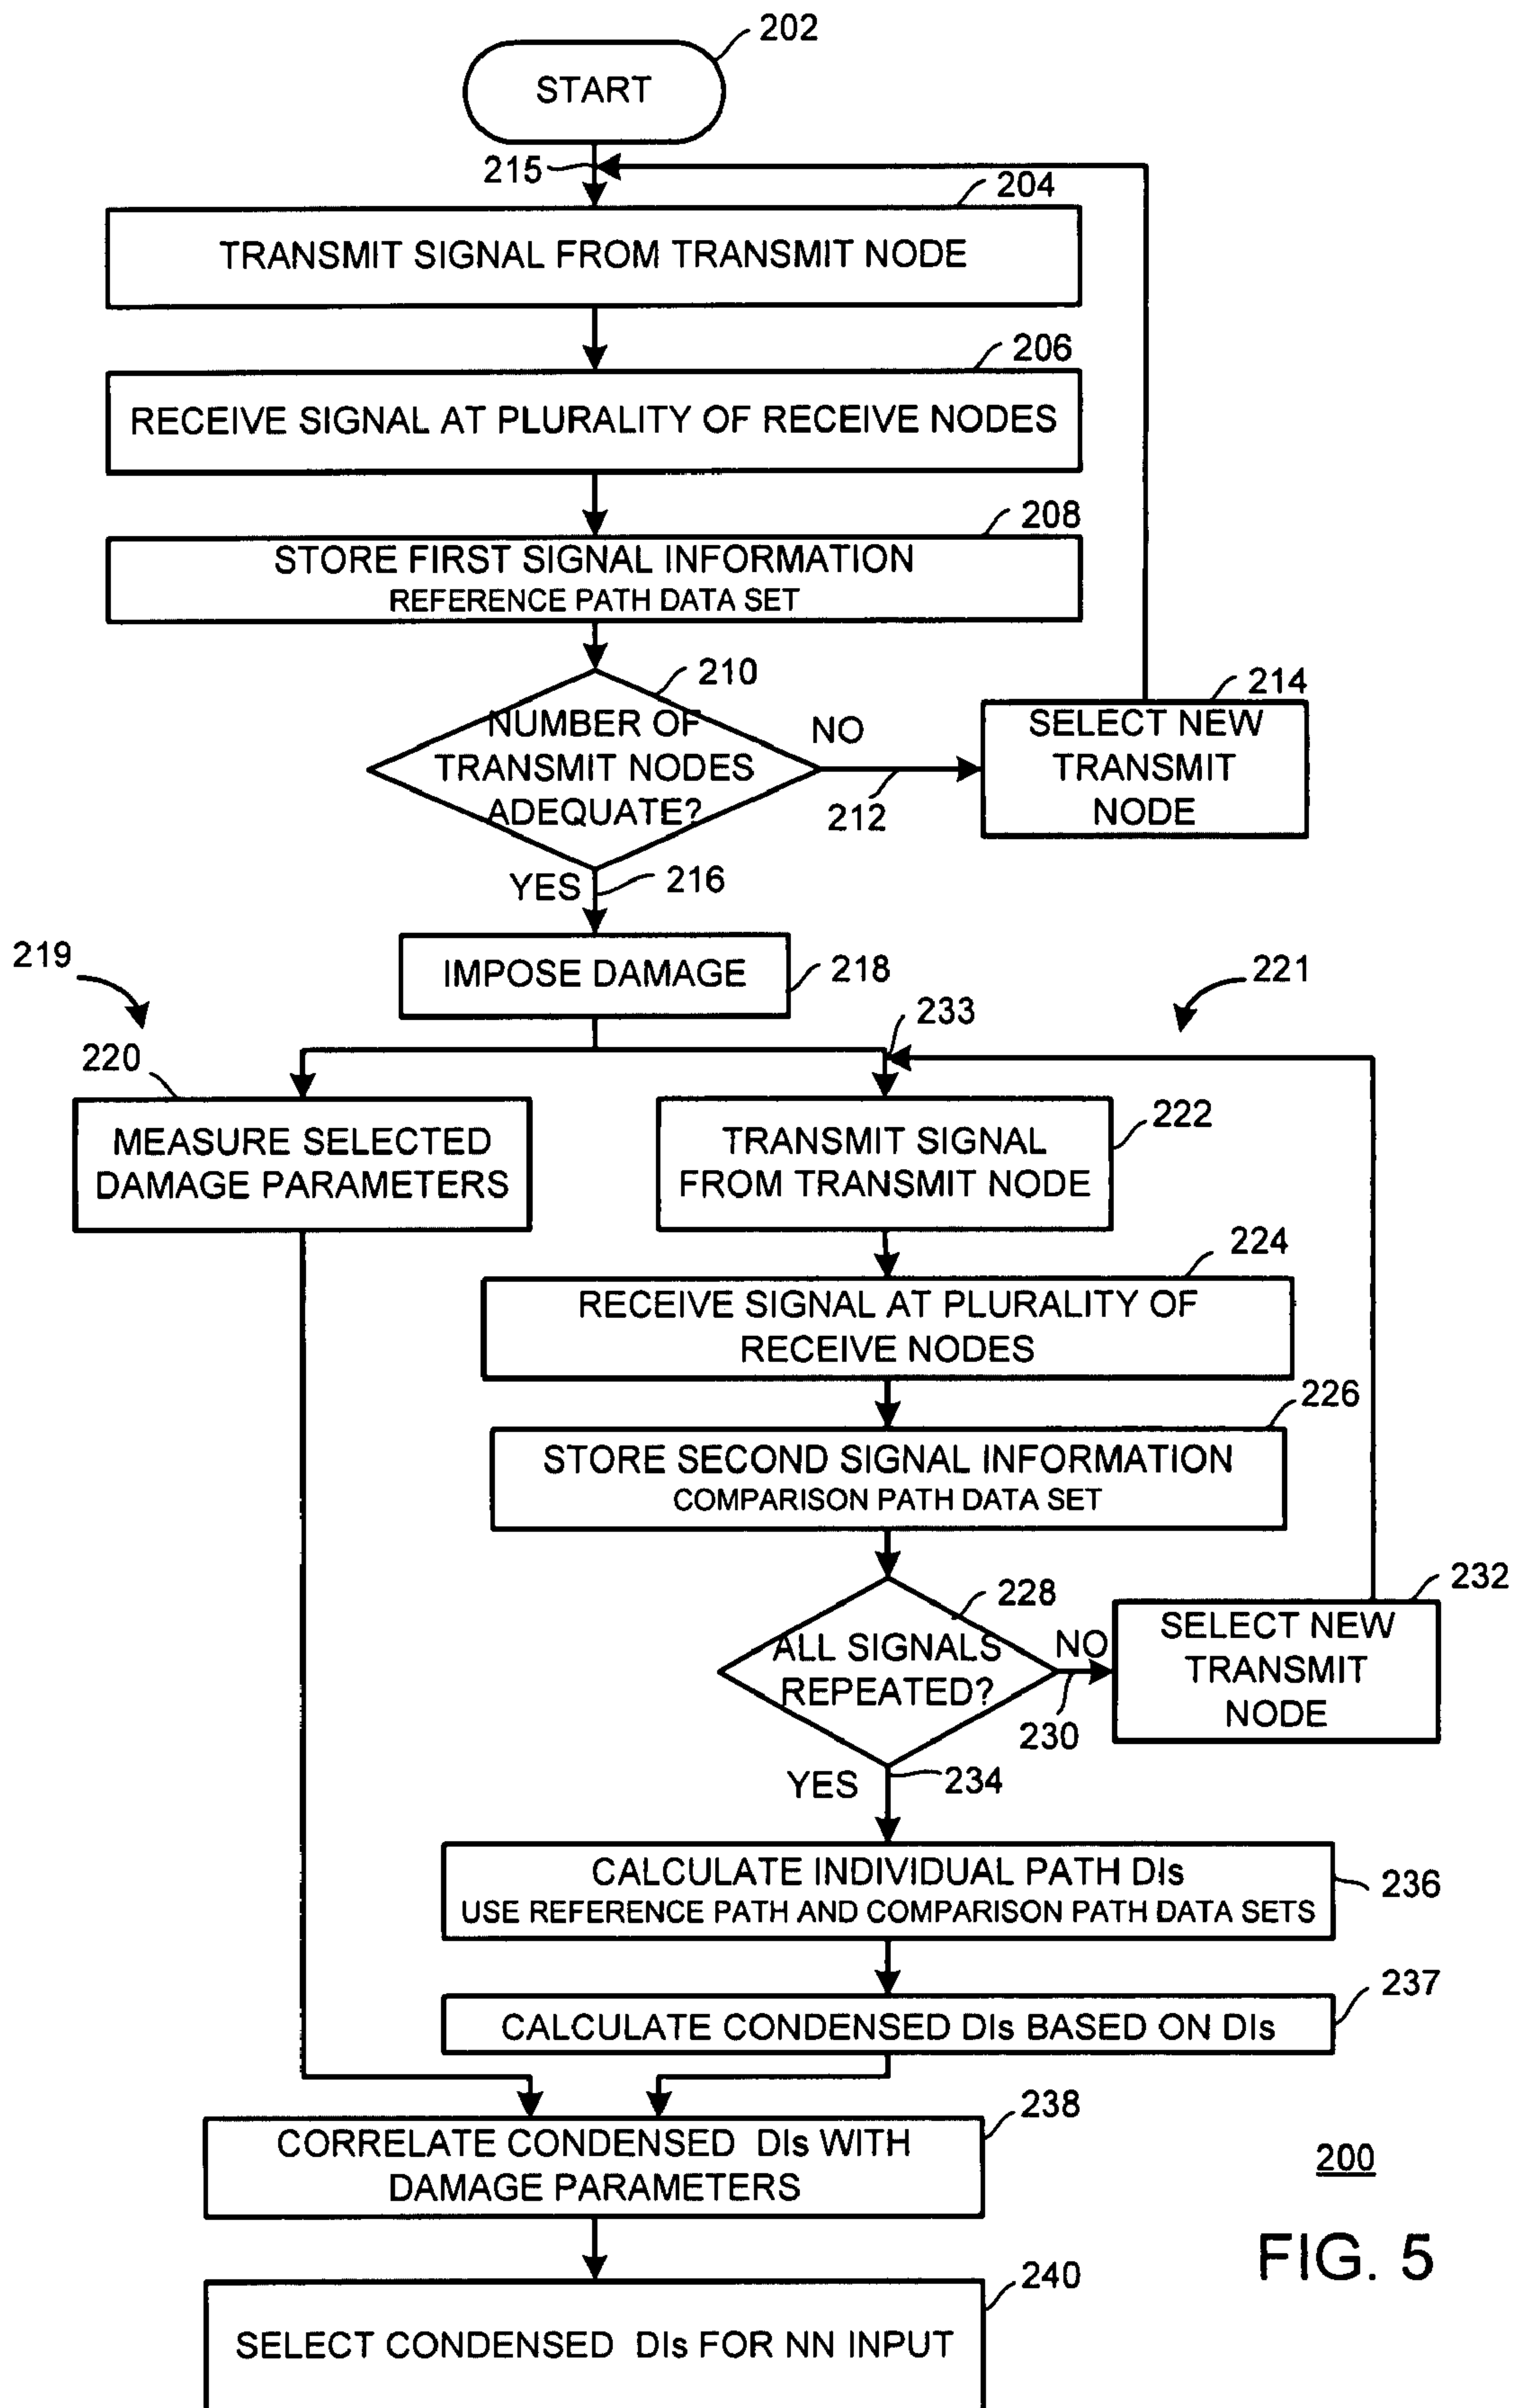 202
START
215
204
TRANSMIT SIGNAL FROM TRANSMIT NODE
206
RECEIVE SIGNAL AT PLURALITY OF RECEIVE NODES
208
STORE FIRST SIGNAL INFORMATION
REFERENCE PATH DATA SET
210
NUMBER OF
TRANSMIT NODES
ADEQUATE?
NO
212
214
SELECT NEW
TRANSMIT
NODE
YES
216
IMPOSE DAMAGE
218
219
221
233
220
MEASURE SELECTED
DAMAGE PARAMETERS
222
TRANSMIT SIGNAL
FROM TRANSMIT NODE
224
RECEIVE SIGNAL AT PLURALITY OF
RECEIVE NODES
226
STORE SECOND SIGNAL INFORMATION
COMPARISON PATH DATA SET
228
ALL SIGNALS
REPEATED?
NO
230
232
SELECT NEW
TRANSMIT
NODE
YES
234
CALCULATE INDIVIDUAL PATH DIs
USE REFERENCE PATH AND COMPARISON PATH DATA SETS
236
237
CALCULATE CONDENSED DIs BASED ON DIs
238
CORRELATE CONDENSED DIs WITH
DAMAGE PARAMETERS
240
SELECT CONDENSED DIs FOR NN INPUT
200
FIG. 5